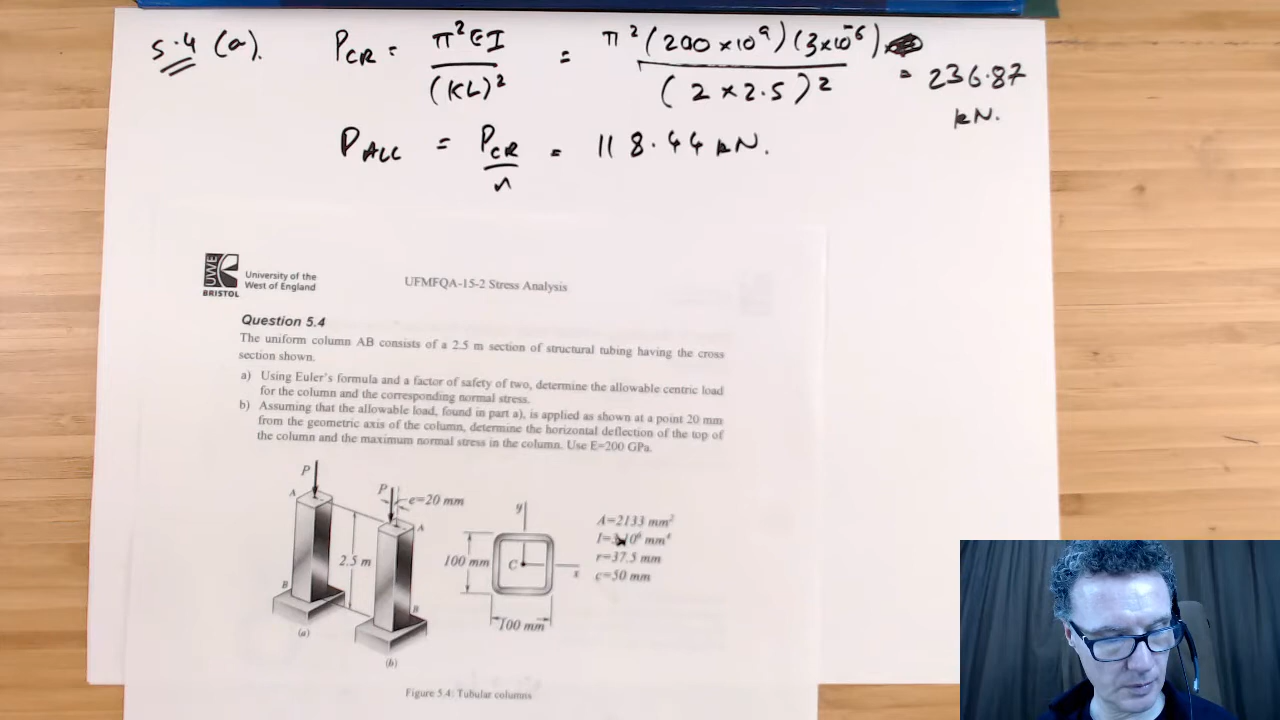 5.4 (a). PCR = π²EI / (KL)² = π²(200×10⁹)(3×10⁻⁶) / (2×2.5)² = 236.87 kN.
PALL = PCR / n = 118.44 kN.
UWE BRISTOL
University of the
West of England
UFMFQA-15-2 Stress Analysis
Question 5.4
The uniform column AB consists of a 2.5 m section of structural tubing having the cross
section shown.
a) Using Euler's formula and a factor of safety of two, determine the allowable centric load
for the column and the corresponding normal stress.
b) Assuming that the allowable load, found in part a), is applied as shown at a point 20 mm
from the geometric axis of the column, determine the horizontal deflection of the top of
the column and the maximum normal stress in the column. Use E=200 GPa.
P
A
B
(a)
2.5 m
P
e=20 mm
A
B
(b)
y
100 mm
C
x
100 mm
A=2133 mm²
I=3×10⁶ mm⁴
r=37.5 mm
c=50 mm
Figure 5.4: Tubular columns